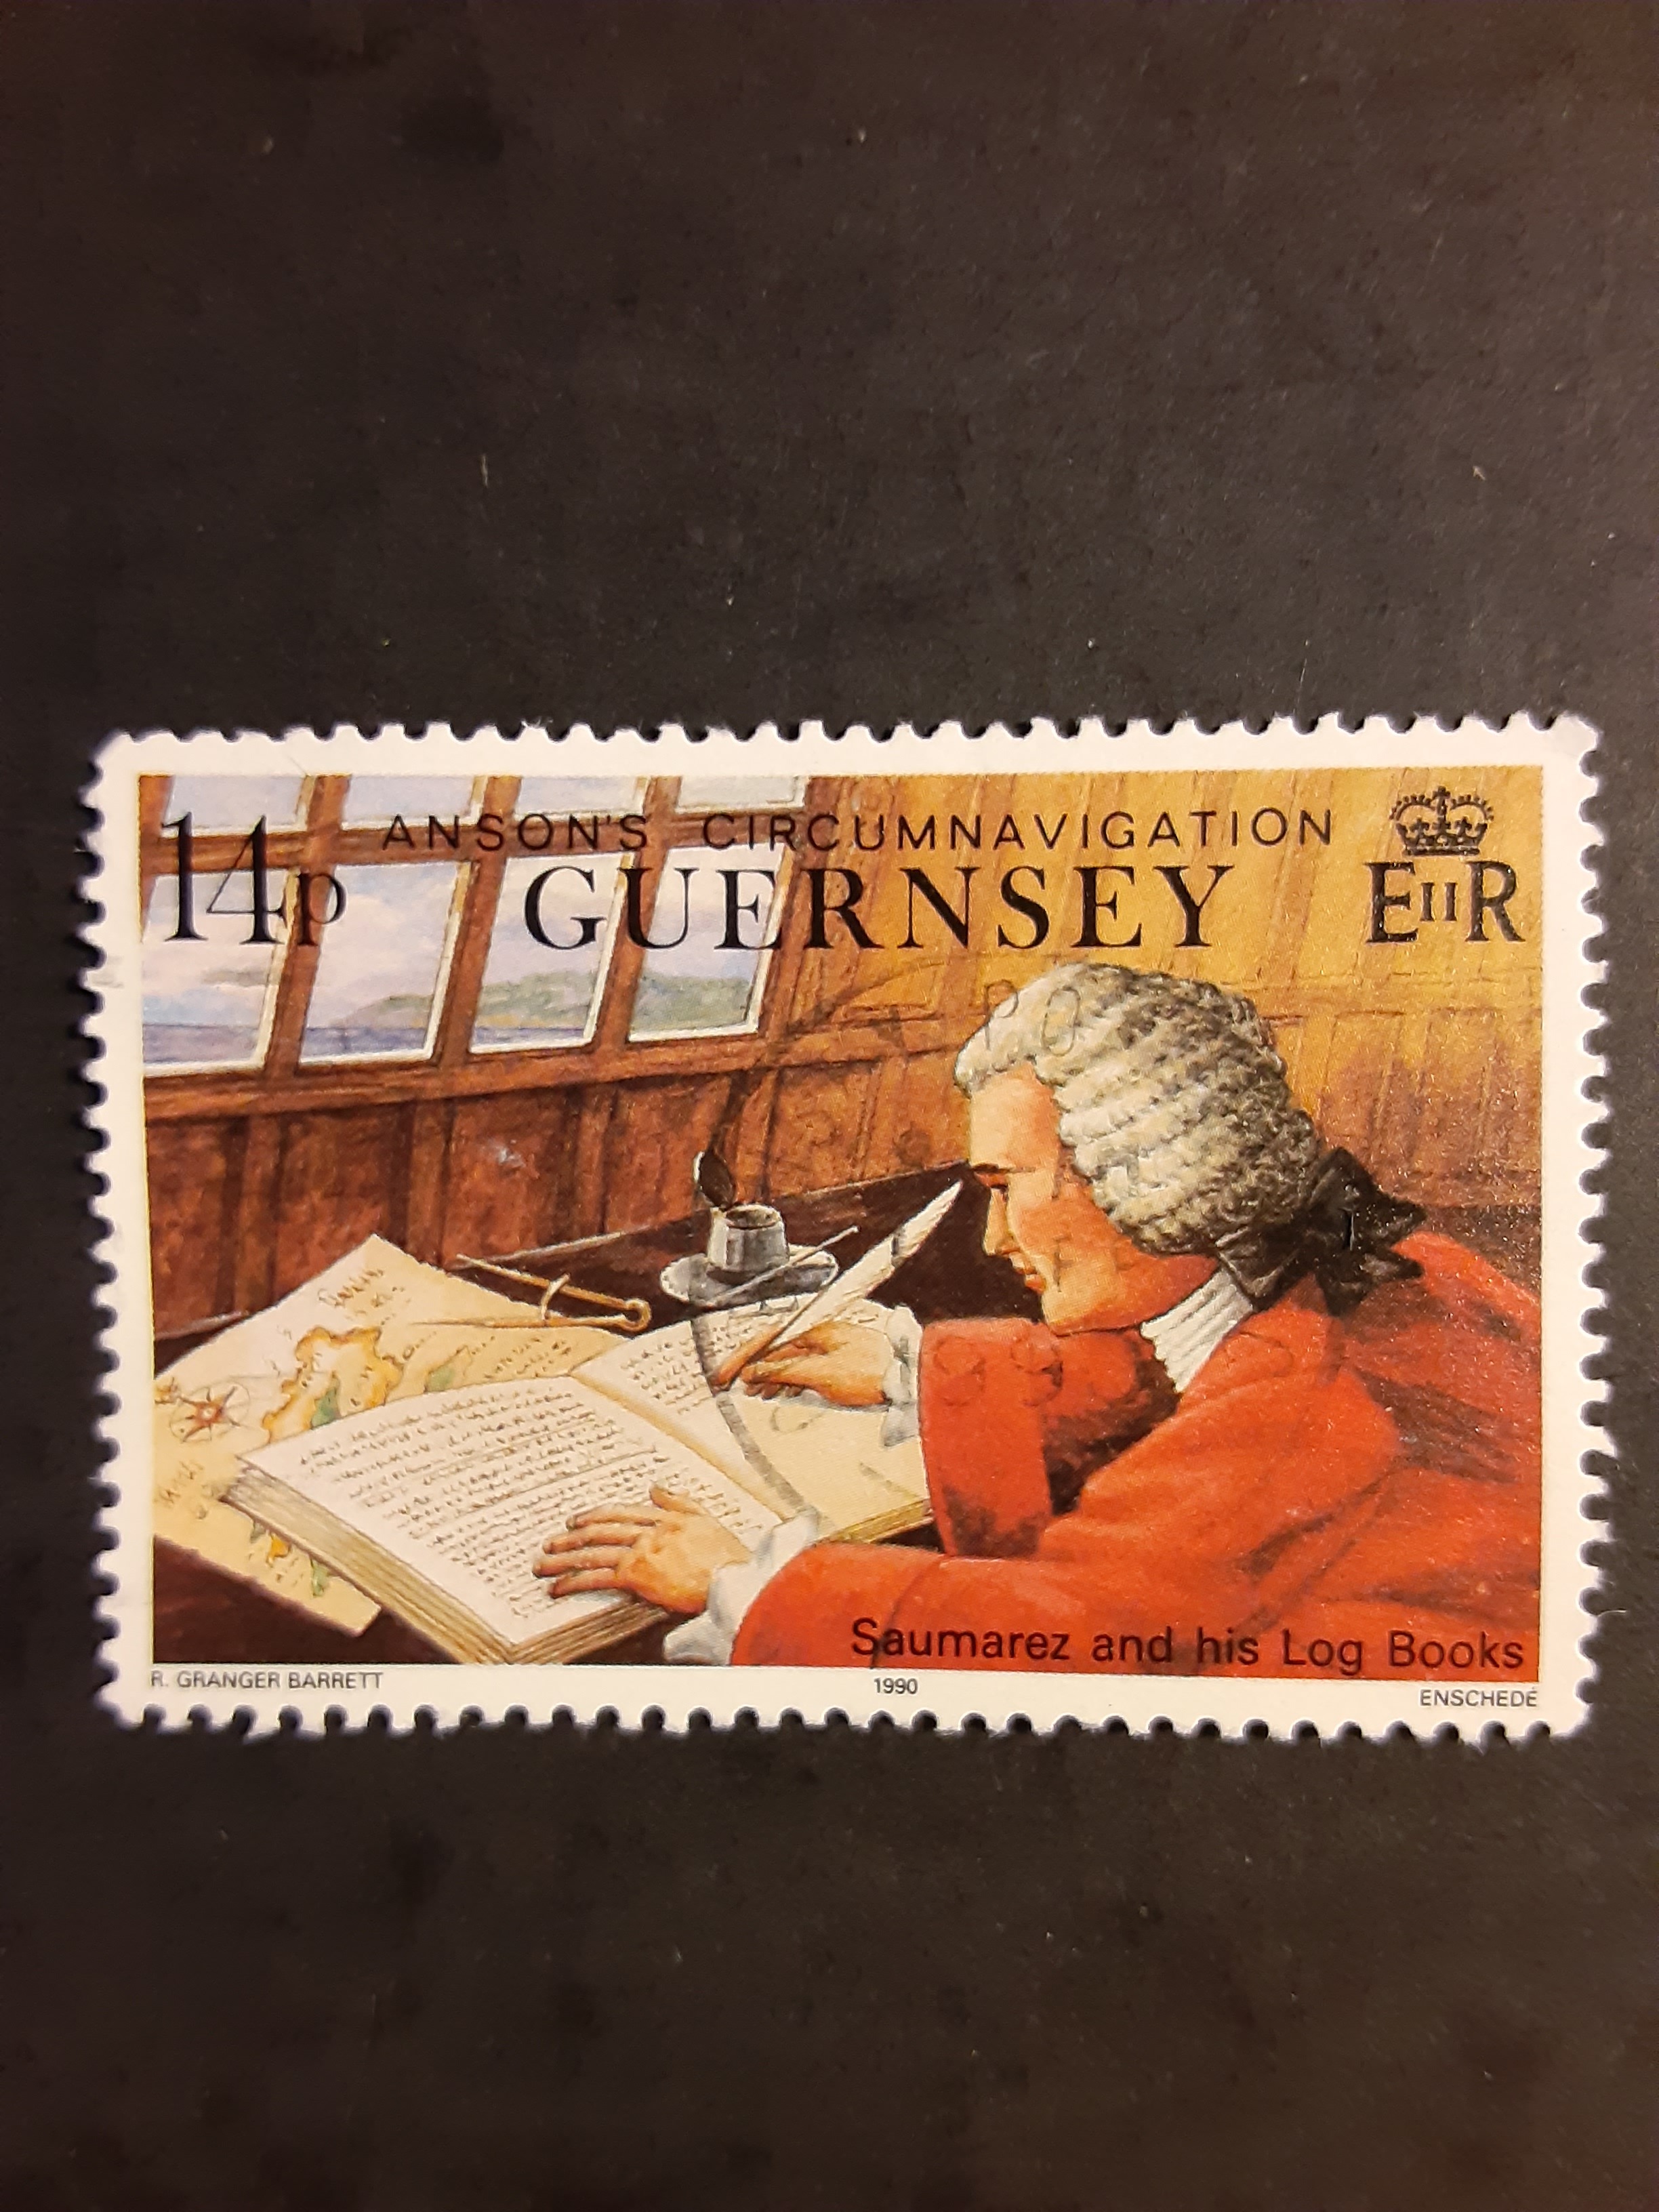 ANSON'S CIRCUMNAVIGATION
14p GUERNSEY EIIR
Saumarez and his Log Books
R. GRANGER BARRETT 1990 ENSCHEDÉ